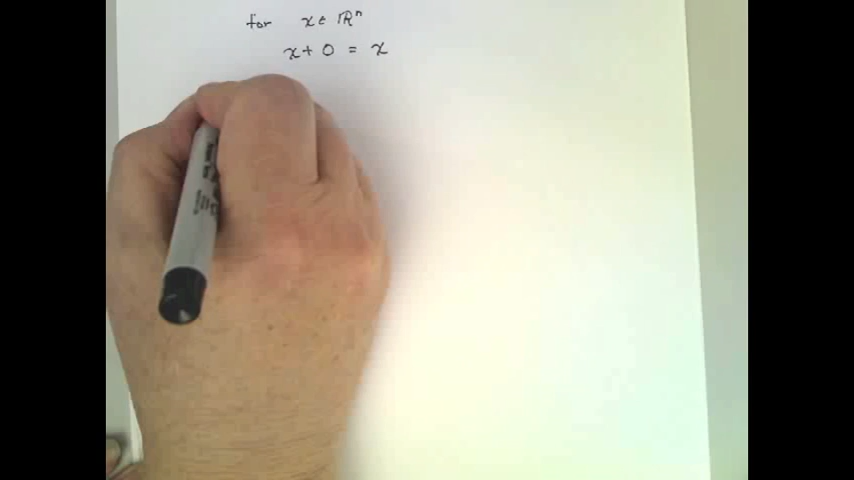 for x ∈ ℝⁿ
x + 0 = x